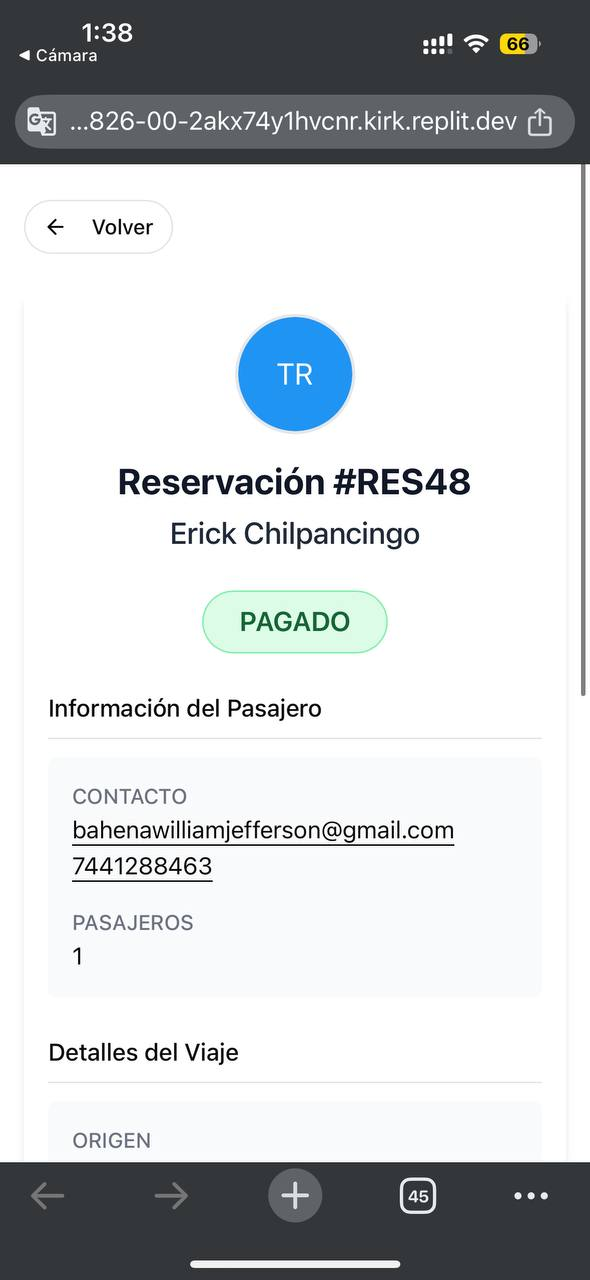 1:38
◀ Cámara
66
...826-00-2akx74y1hvcnr.kirk.replit.dev
← Volver
TR
Reservación #RES48
Erick Chilpancingo
PAGADO
Información del Pasajero
CONTACTO
bahenawilliamjefferson@gmail.com
7441288463
PASAJEROS
1
Detalles del Viaje
ORIGEN
45